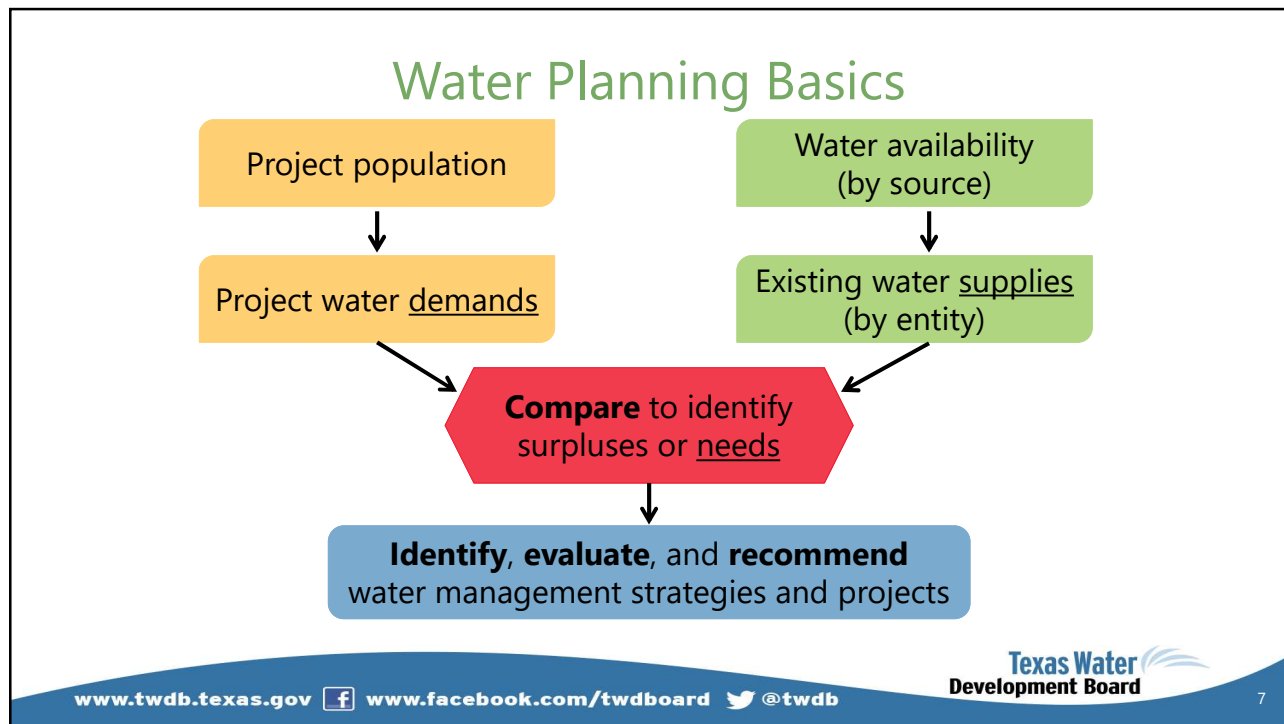 Water Planning Basics
Project population
Water availability
(by source)
Project water demands
Existing water supplies
(by entity)
Compare to identify
surpluses or needs
Identify, evaluate, and recommend
water management strategies and projects
www.twdb.texas.gov f www.facebook.com/twdboard @twdb
Texas Water
Development Board
7